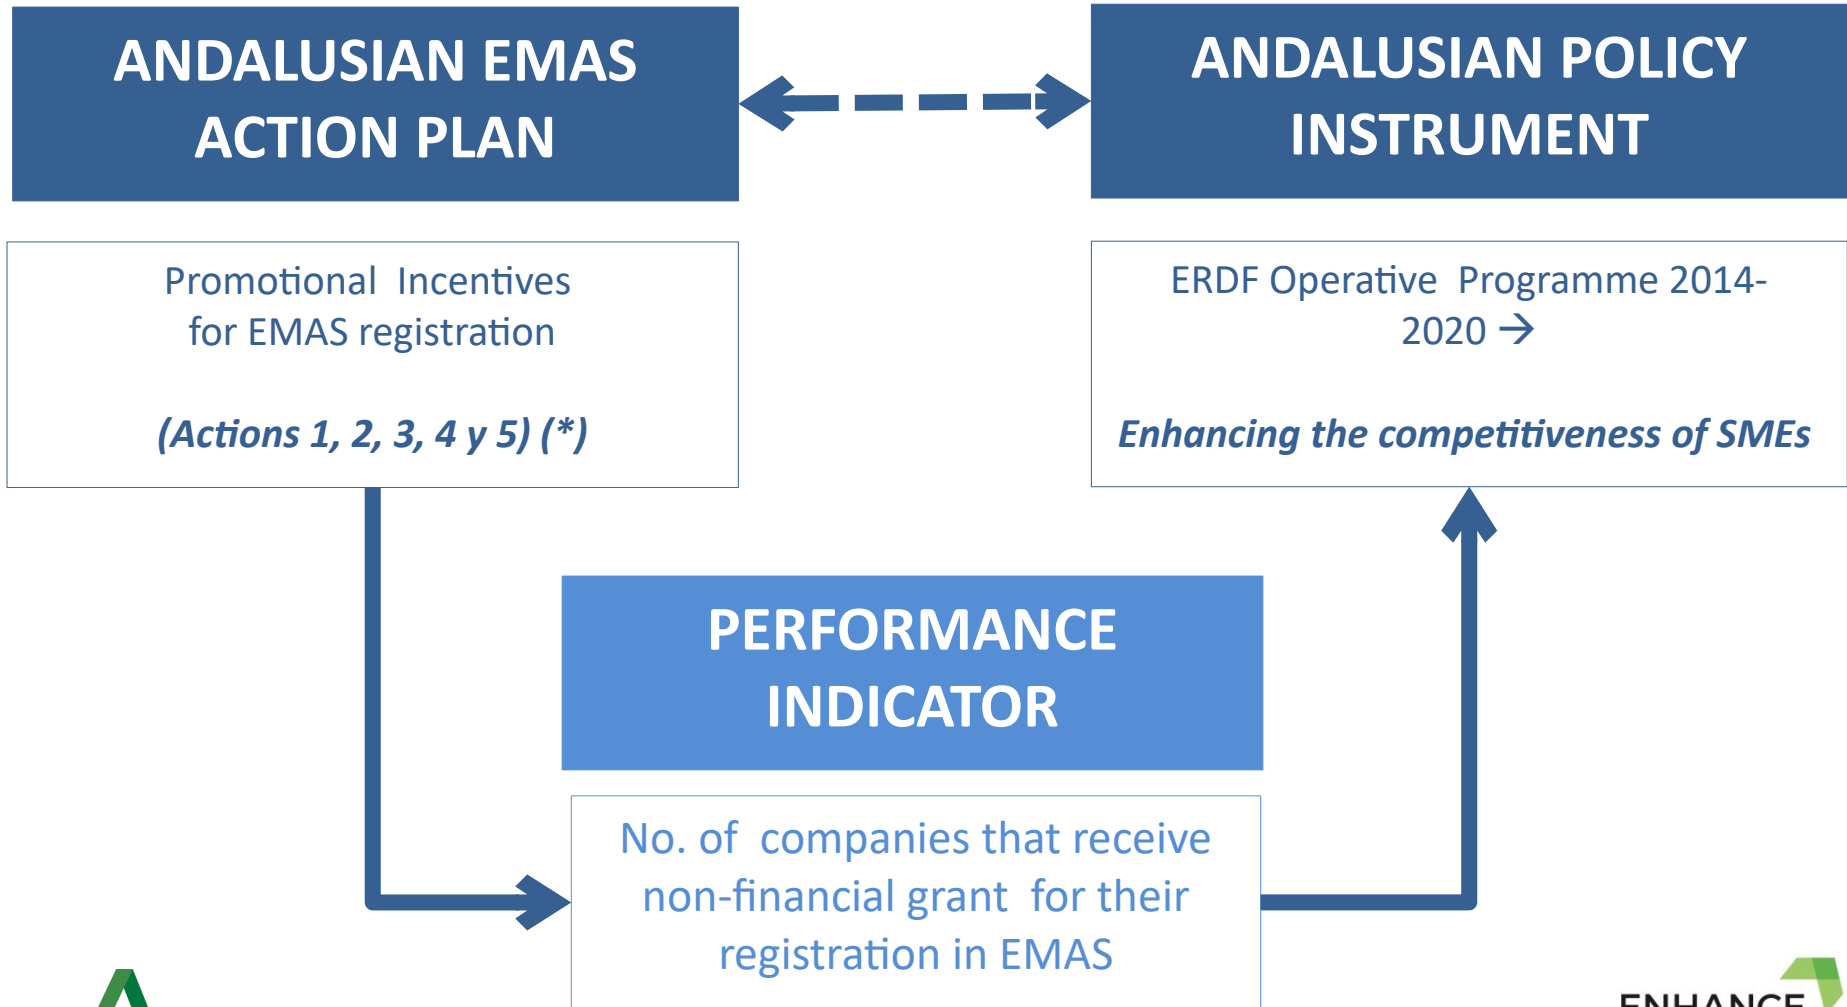 ANDALUSIAN EMAS
ACTION PLAN
ANDALUSIAN POLICY
INSTRUMENT
Promotional Incentives
for EMAS registration
(Actions 1, 2, 3, 4 y 5) (*)
ERDF Operative Programme 2014-
2020 →
Enhancing the competitiveness of SMEs
PERFORMANCE
INDICATOR
No. of companies that receive
non-financial grant for their
registration in EMAS
ENHANCE